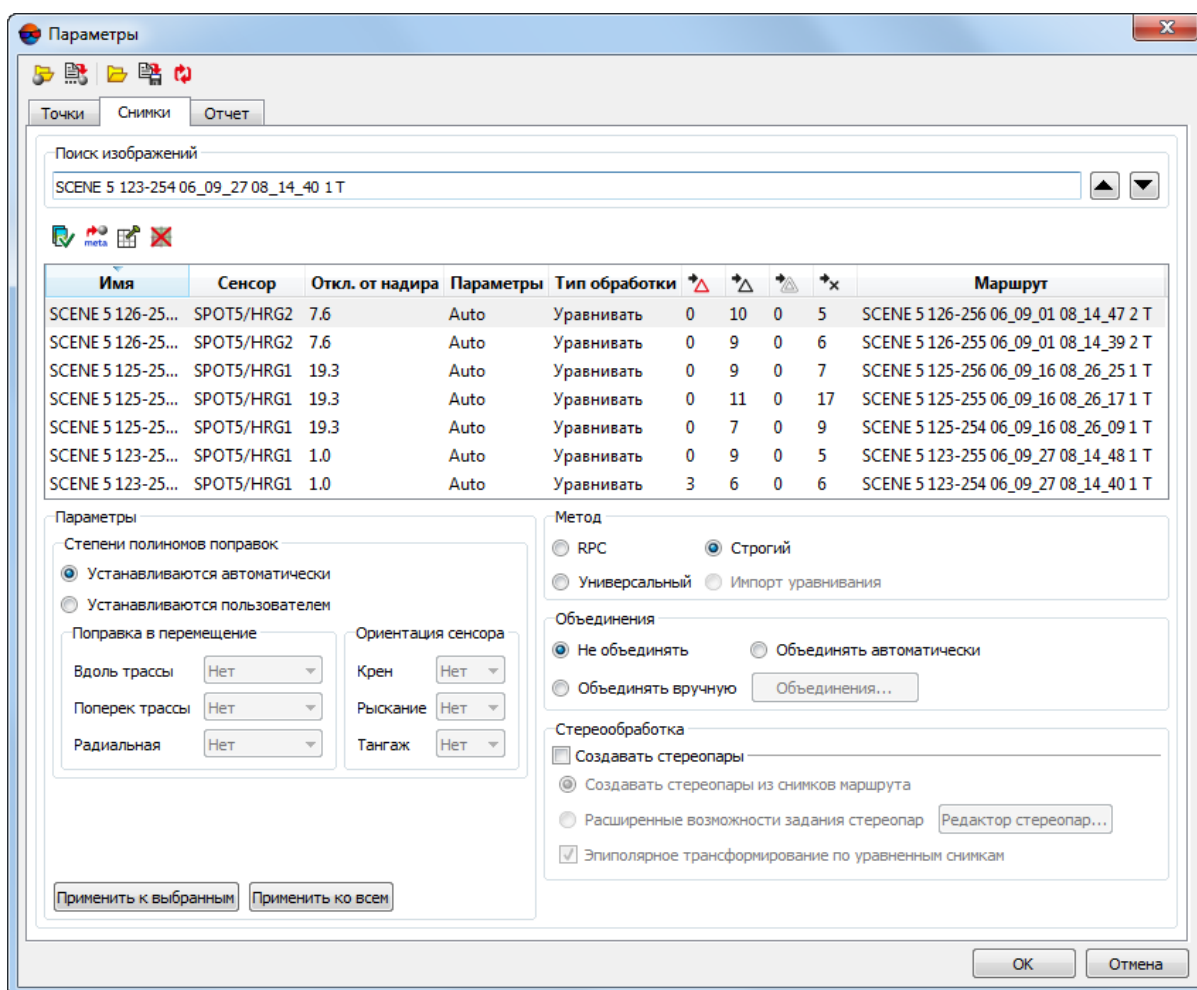 Параметры
Точки Снимки Отчет
Поиск изображений
SCENE 5 123-254 06_09_27 08_14_40 1 T
meta
Имя Сенсор Откл. от надира Параметры Тип обработки Маршрут
SCENE 5 126-25... SPOT5/HRG2 7.6 Auto Уравнивать 0 10 0 5 SCENE 5 126-256 06_09_01 08_14_47 2 T
SCENE 5 126-25... SPOT5/HRG2 7.6 Auto Уравнивать 0 9 0 6 SCENE 5 126-255 06_09_01 08_14_39 2 T
SCENE 5 125-25... SPOT5/HRG1 19.3 Auto Уравнивать 0 9 0 7 SCENE 5 125-256 06_09_16 08_26_25 1 T
SCENE 5 125-25... SPOT5/HRG1 19.3 Auto Уравнивать 0 11 0 17 SCENE 5 125-255 06_09_16 08_26_17 1 T
SCENE 5 125-25... SPOT5/HRG1 19.3 Auto Уравнивать 0 7 0 9 SCENE 5 125-254 06_09_16 08_26_09 1 T
SCENE 5 123-25... SPOT5/HRG1 1.0 Auto Уравнивать 0 9 0 5 SCENE 5 123-255 06_09_27 08_14_48 1 T
SCENE 5 123-25... SPOT5/HRG1 1.0 Auto Уравнивать 3 6 0 6 SCENE 5 123-254 06_09_27 08_14_40 1 T
Параметры
Степени полиномов поправок
Устанавливаются автоматически
Устанавливаются пользователем
Поправка в перемещение
Вдоль трассы Нет
Поперек трассы Нет
Радиальная Нет
Ориентация сенсора
Крен Нет
Рыскание Нет
Тангаж Нет
Применить к выбранным Применить ко всем
Метод
RPC Строгий
Универсальный Импорт уравнивания
Объединения
Не объединять Объединять автоматически
Объединять вручную Объединения...
Стереообработка
Создавать стереопары
Создавать стереопары из снимков маршрута
Расширенные возможности задания стереопар Редактор стереопар...
Эпиполярное трансформирование по уравненным снимкам
OK Отмена